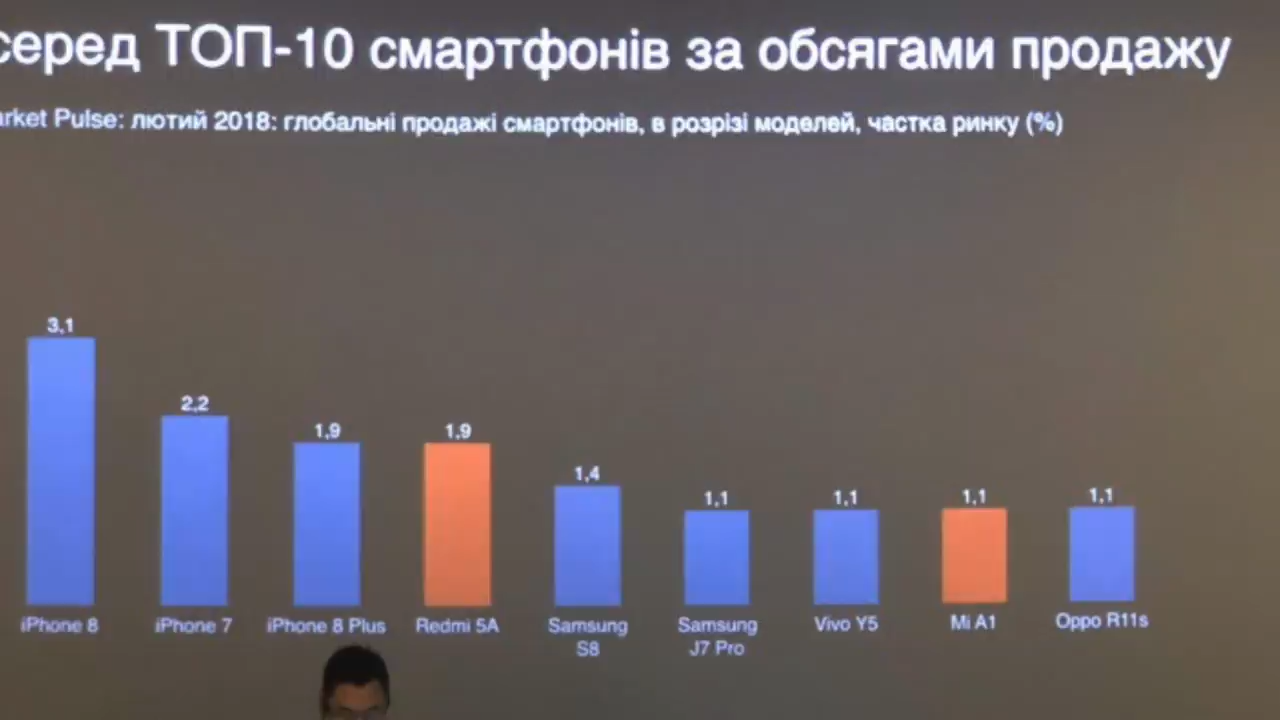 серед ТОП-10 смартфонів за обсягами продажу
arket Pulse: лютий 2018: глобальні продажі смартфонів, в розрізі моделей, частка ринку (%)
3,1
2,2
1,9
1,9
1,4
1,1
1,1
1,1
1,1
iPhone 8
iPhone 7
iPhone 8 Plus
Redmi 5A
Samsung
S8
Samsung
J7 Pro
Vivo Y5
Mi A1
Oppo R11s